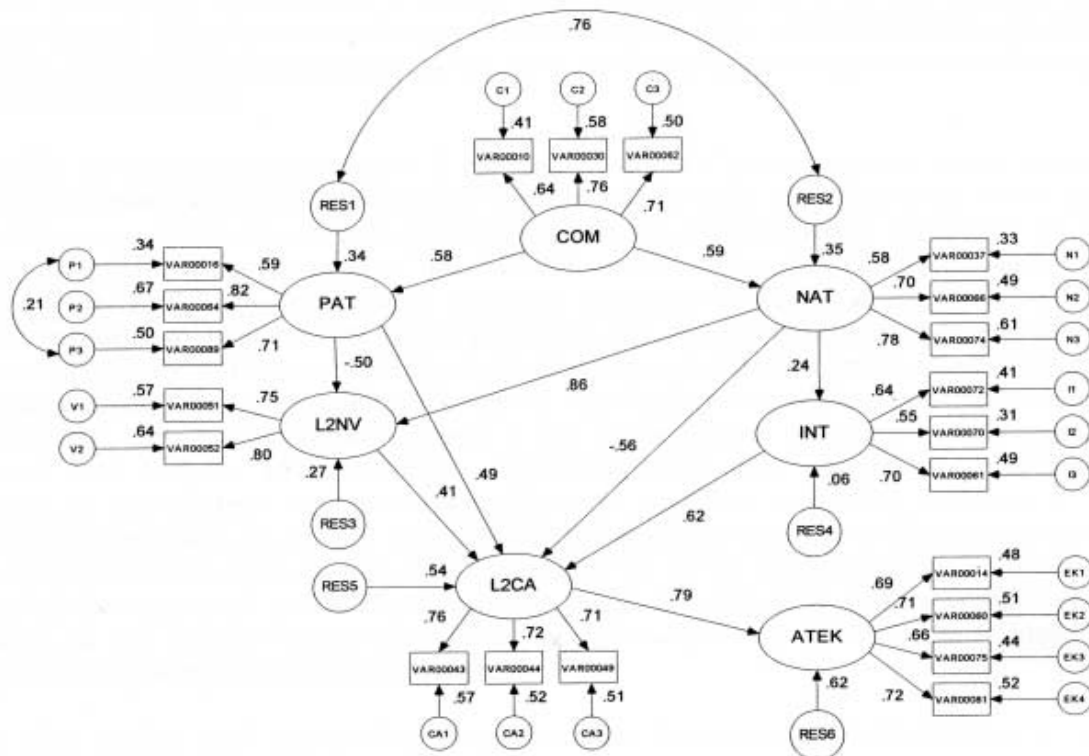 .76
C1 C2 C3
.41 .58 .50
VAR00010 VAR00030 VAR00062
.64 .76 .71
RES1 RES2
COM
.34 .58 .59 .35
P1 .34 VAR00016 .59
.21 P2 .67 VAR00064 .82 PAT
P3 .50 VAR00089 .71
NAT .58 VAR00037 .33 N1
.70 VAR00066 .49 N2
.78 VAR00074 .61 N3
-.50 .86 .24
V1 .57 VAR00051 .75 L2NV
V2 .64 VAR00052 .80
.27 RES3
INT .64 VAR00072 .41 I1
.55 VAR00070 .31 I2
.70 VAR00061 .49 I3
.06 RES4
.41 .49 -.56 .62
RES5 .54 L2CA .79
.76 .72 .71
VAR00043 VAR00044 VAR00049
.57 .52 .51
CA1 CA2 CA3
ATEK .69 VAR00014 .48 EK1
.71 VAR00060 .51 EK2
.66 VAR00075 .44 EK3
.72 VAR00081 .52 EK4
.62 RES6